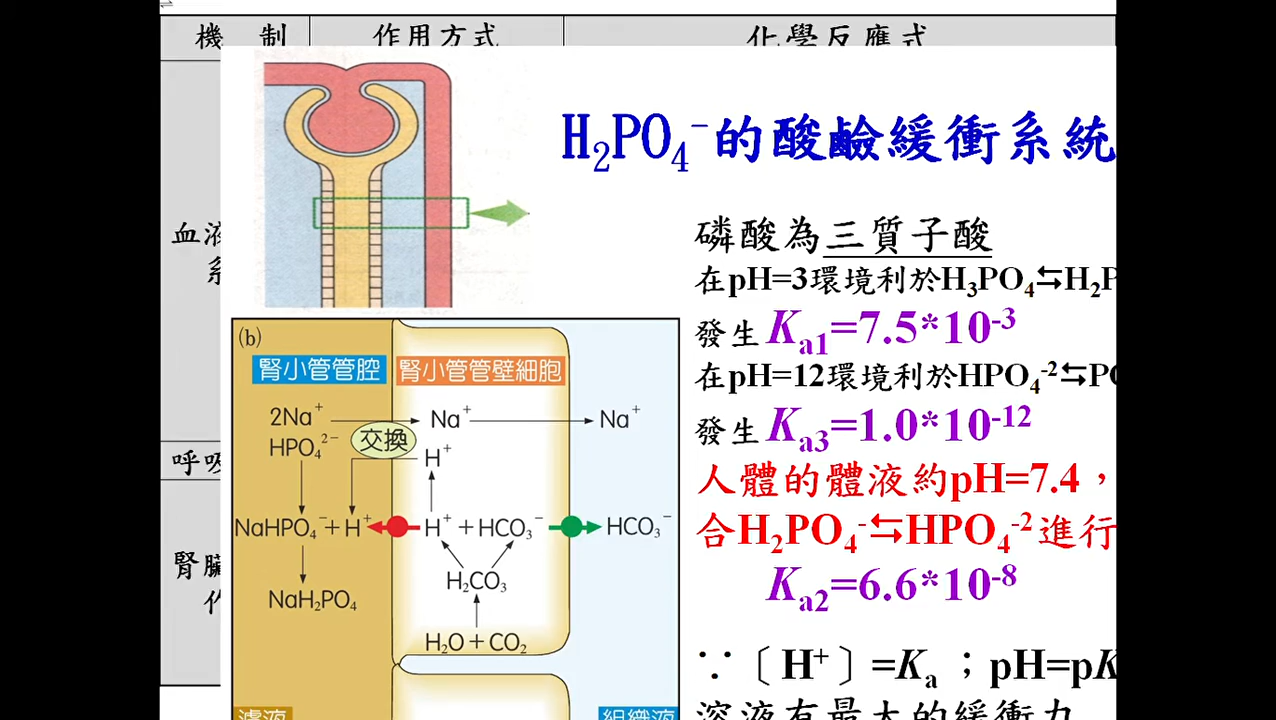 機 制
作用方式
化學反應式
血液
系
呼吸
腎臟
作
H₂PO₄⁻的酸鹼緩衝系統
磷酸為三質子酸
在pH=3環境利於H₃PO₄⇆H₂P
發生Ka1=7.5*10⁻³
在pH=12環境利於HPO₄⁻²⇆PO
發生Ka3=1.0*10⁻¹²
人體的體液約pH=7.4，
合H₂PO₄⁻⇆HPO₄⁻²進行
Ka2=6.6*10⁻⁸
∵〔H⁺〕=Ka；pH=pK
溶液有最大的緩衝力
(b)
腎小管管腔
腎小管管壁細胞
2Na⁺
Na⁺
Na⁺
HPO₄²⁻
交換
H⁺
NaHPO₄⁻+H⁺
H⁺+HCO₃⁻
HCO₃⁻
H₂CO₃
NaH₂PO₄
H₂O+CO₂
濾液
組織液